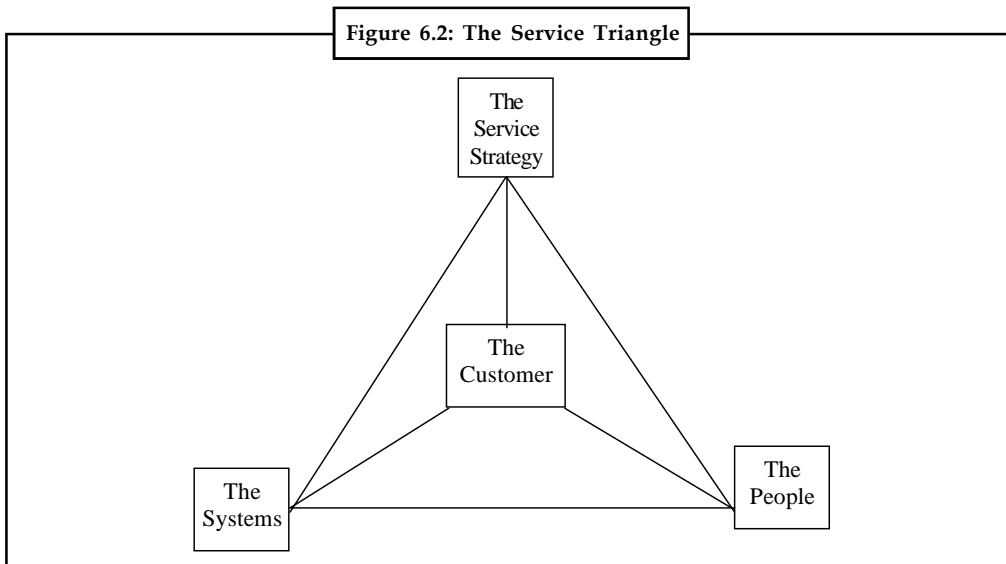 Figure 6.2: The Service Triangle
The
Service
Strategy
The
Customer
The
Systems
The
People